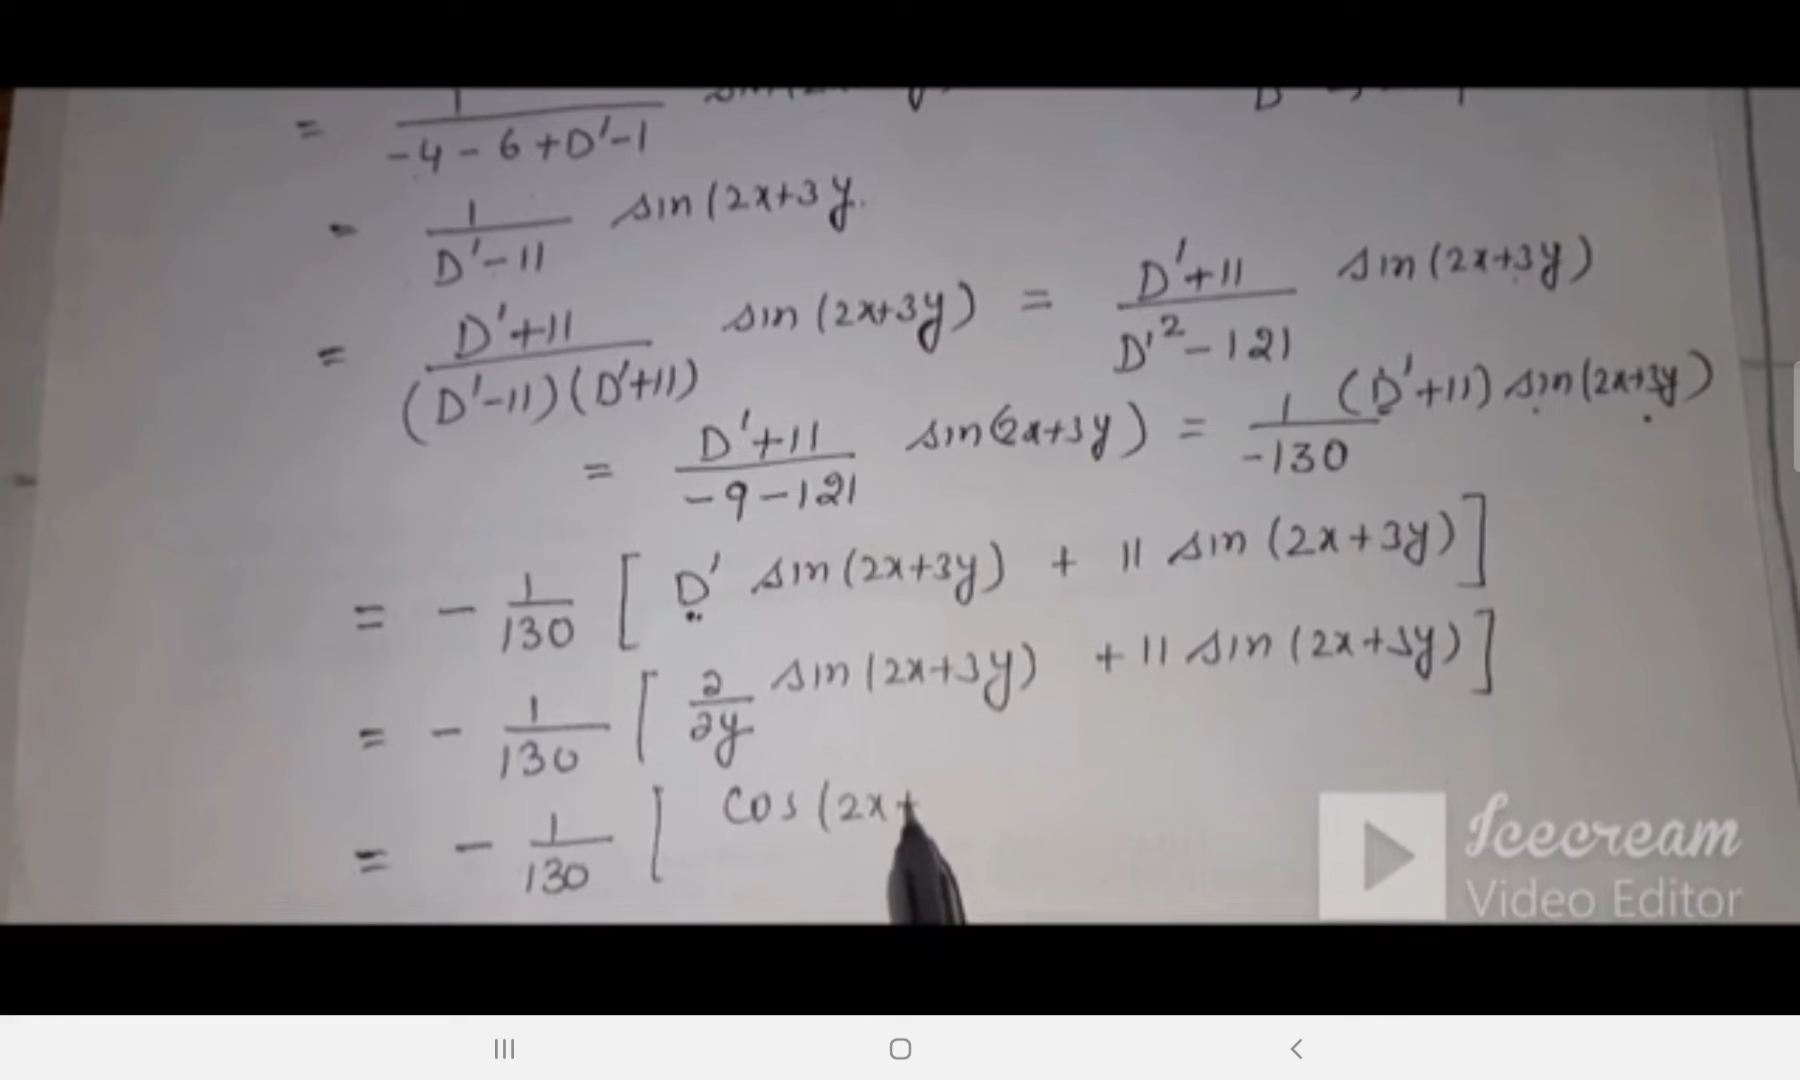 = 1/(-4-6+D'-1)
= 1/(D'-11) sin(2x+3y.
= (D'+11)/((D'-11)(D'+11)) sin(2x+3y) = (D'+11)/(D'²-121) sin(2x+3y)
= (D'+11)/(-9-121) sin(2x+3y) = 1/(-130) (D'+11) sin(2x+3y)
= - 1/130 [ D' sin(2x+3y) + 11 sin(2x+3y) ]
= - 1/130 [ ∂/∂y sin(2x+3y) + 11 sin(2x+3y) ]
= - 1/130 [ cos(2x+
Icecream
Video Editor